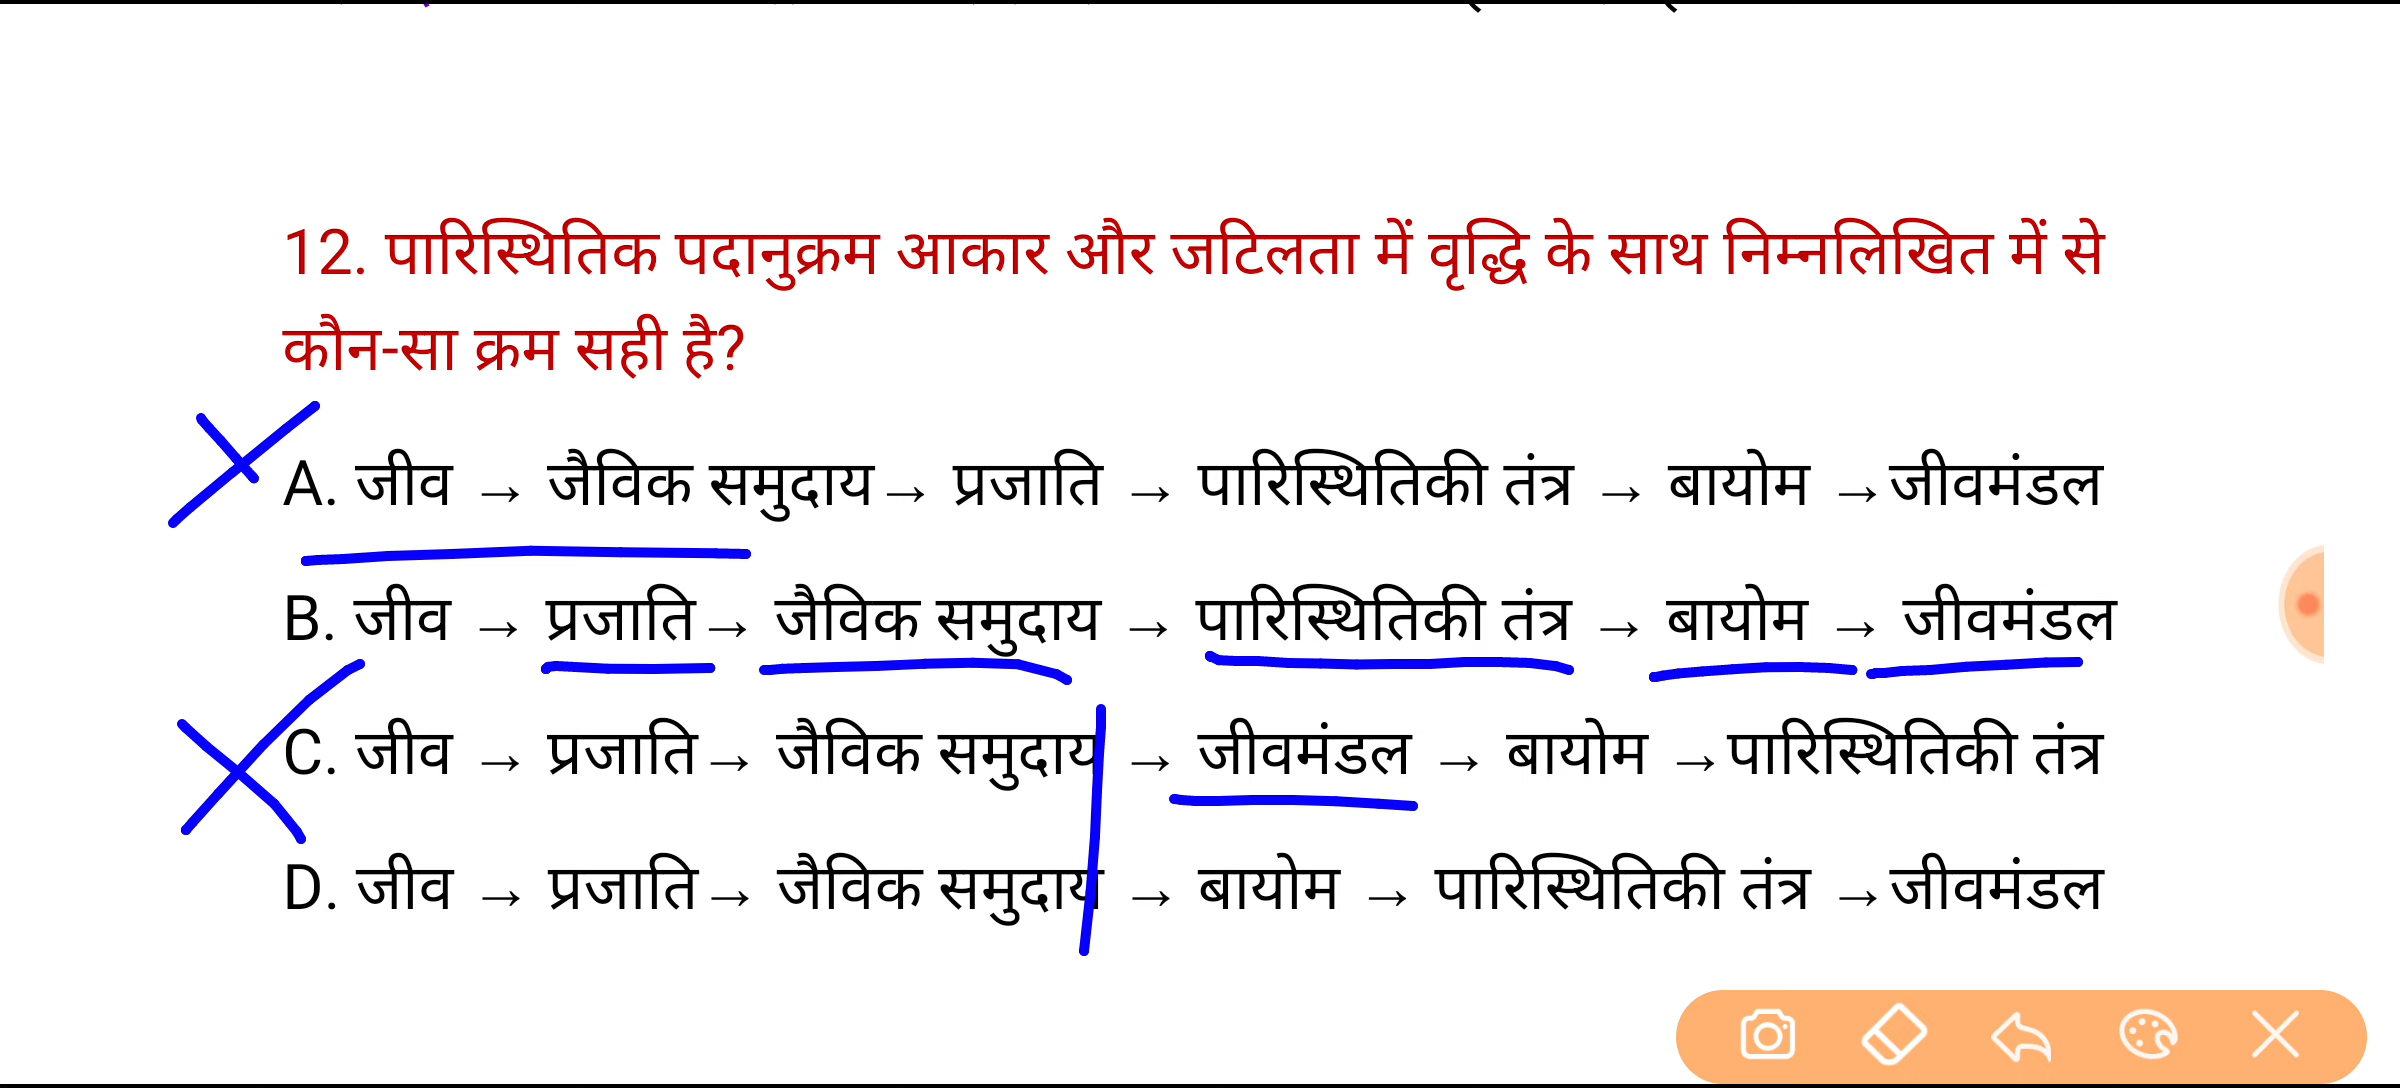 12. पारिस्थितिक पदानुक्रम आकार और जटिलता में वृद्धि के साथ निम्नलिखित में से
कौन-सा क्रम सही है?
A. जीव → जैविक समुदाय → प्रजाति → पारिस्थितिकी तंत्र → बायोम → जीवमंडल
B. जीव → प्रजाति → जैविक समुदाय → पारिस्थितिकी तंत्र → बायोम → जीवमंडल
C. जीव → प्रजाति → जैविक समुदाय → जीवमंडल → बायोम → पारिस्थितिकी तंत्र
D. जीव → प्रजाति → जैविक समुदाय → बायोम → पारिस्थितिकी तंत्र → जीवमंडल